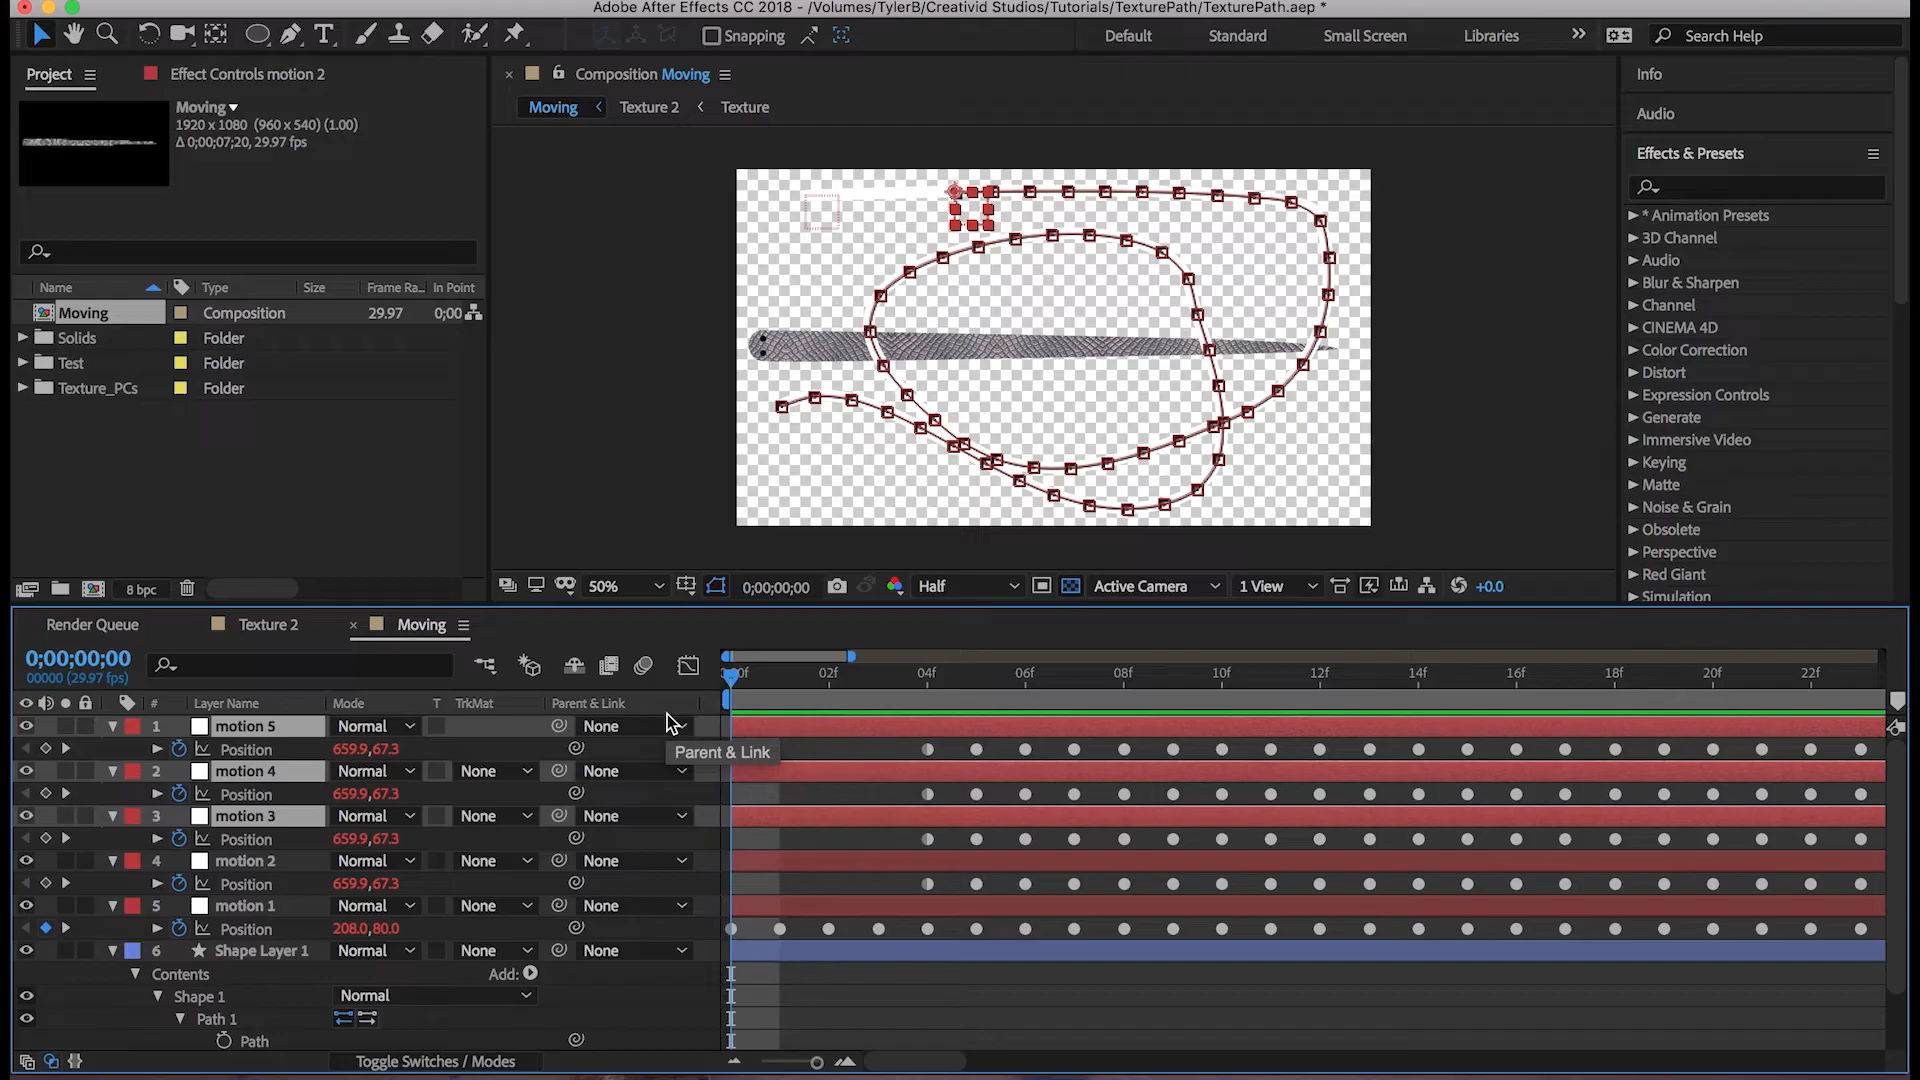 Adobe After Effects CC 2018 - /Volumes/TylerB/Creativid Studios/Tutorials/TexturePath/TexturePath.aep *
Snapping
Default
Standard
Small Screen
Libraries
Search Help
Project
Effect Controls motion 2
Composition Moving
Moving
1920 x 1080 (960 x 540) (1.00)
Δ 0;00;07;20, 29.97 fps
Moving < Texture 2 < Texture
Info
Audio
Effects & Presets
* Animation Presets
3D Channel
Audio
Blur & Sharpen
Channel
CINEMA 4D
Color Correction
Distort
Expression Controls
Generate
Immersive Video
Keying
Matte
Noise & Grain
Obsolete
Perspective
Red Giant
Simulation
Name Type Size Frame Ra... In Point
Moving Composition 29.97 0;00
Solids Folder
Test Folder
Texture_PCs Folder
8 bpc
50% 0;00;00;00 Half Active Camera 1 View +0.0
Render Queue Texture 2 Moving
0;00;00;00
00000 (29.97 fps)
02f 04f 06f 08f 10f 12f 14f 16f 18f 20f 22f
# Layer Name Mode T TrkMat Parent & Link
1 motion 5 Normal None
Position 659.9,67.3
Parent & Link
2 motion 4 Normal None None
Position 659.9,67.3
3 motion 3 Normal None None
Position 659.9,67.3
4 motion 2 Normal None None
Position 659.9,67.3
5 motion 1 Normal None None
Position 208.0,80.0
6 Shape Layer 1 Normal None None
Contents Add:
Shape 1 Normal
Path 1
Path
Toggle Switches / Modes